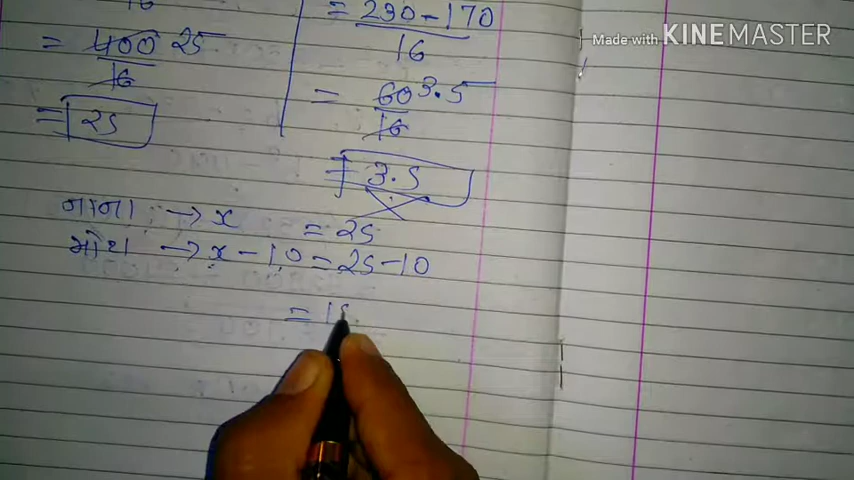 Made with KINEMASTER
= 400 25
16
= 25
= 290-170
16
= 60 3.5
16
= 3.5
નાના → x = 25
મોટા → x - 10 = 25-10
= 15